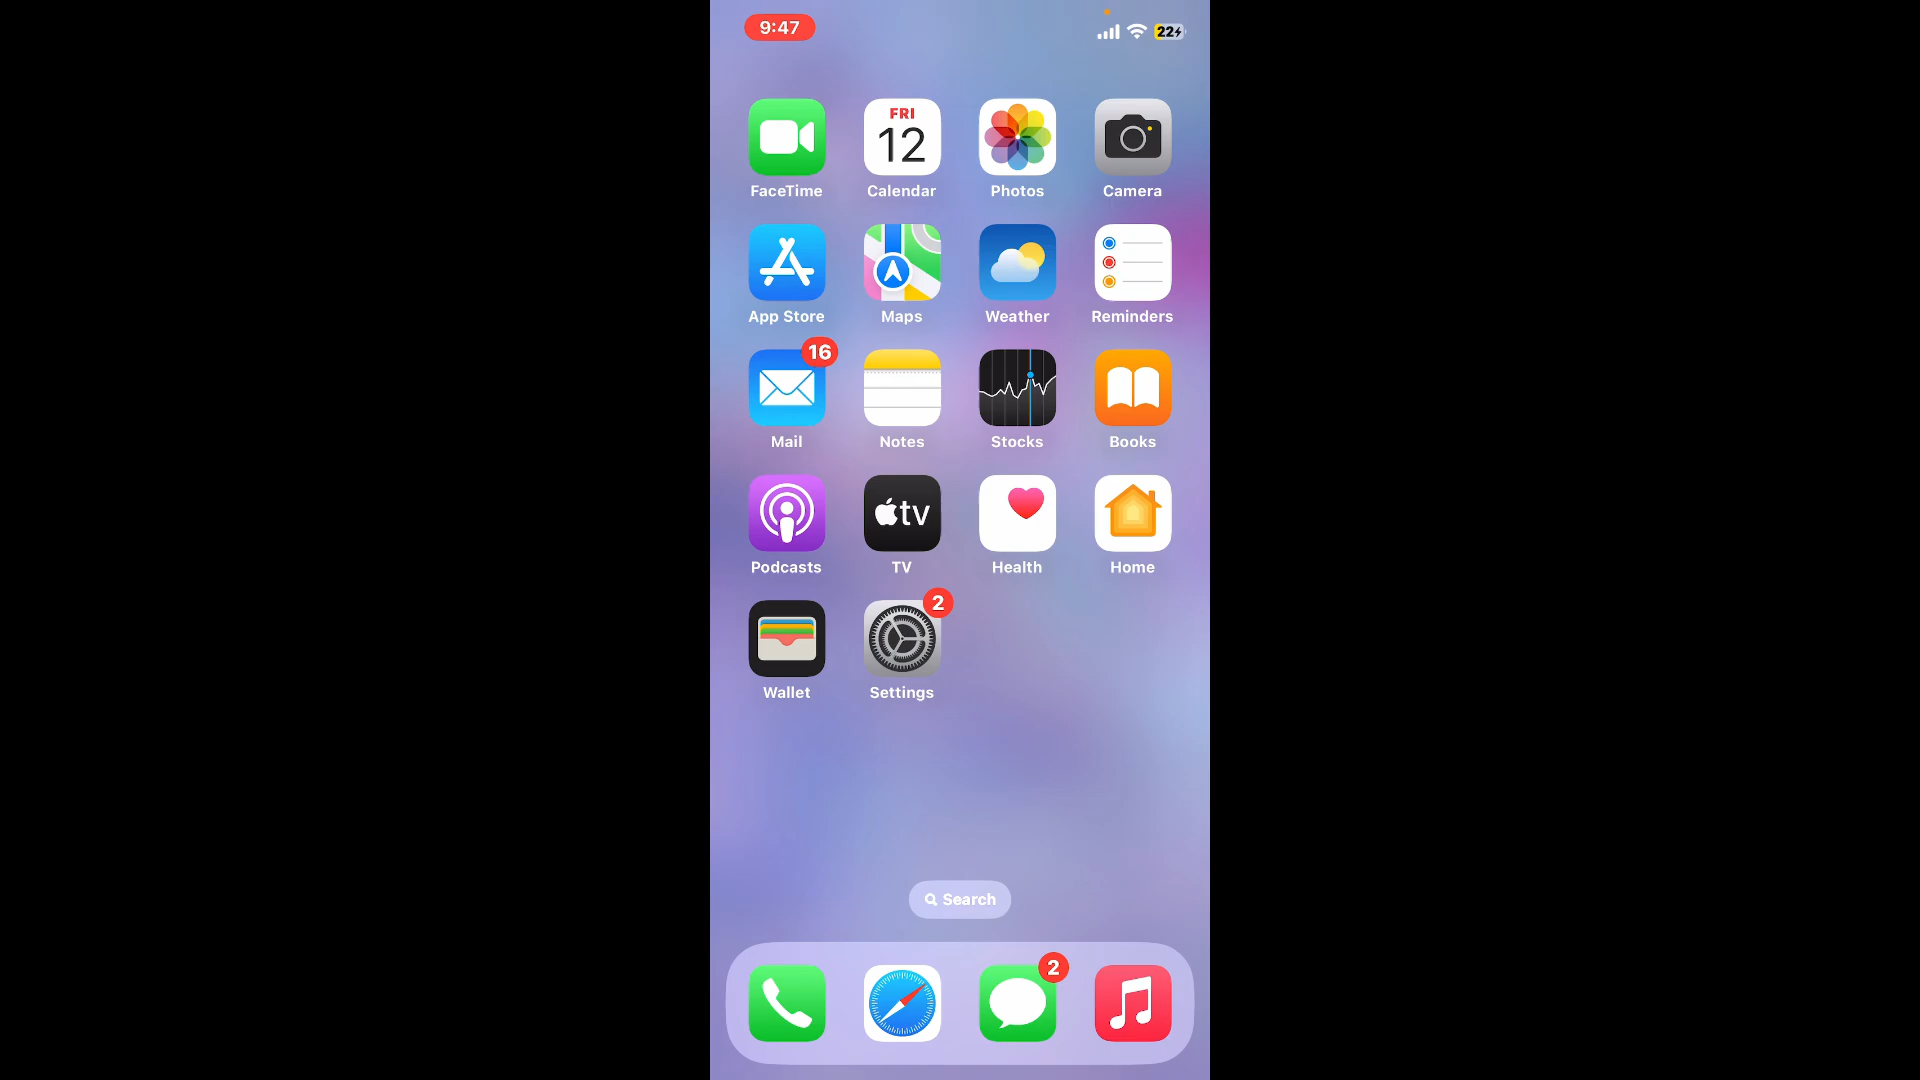 9:47
22
FRI
12
FaceTime
Calendar
Photos
Camera
App Store
Maps
Weather
Reminders
16
Mail
Notes
Stocks
Books
tv
Podcasts
TV
Health
Home
2
Wallet
Settings
Search
2